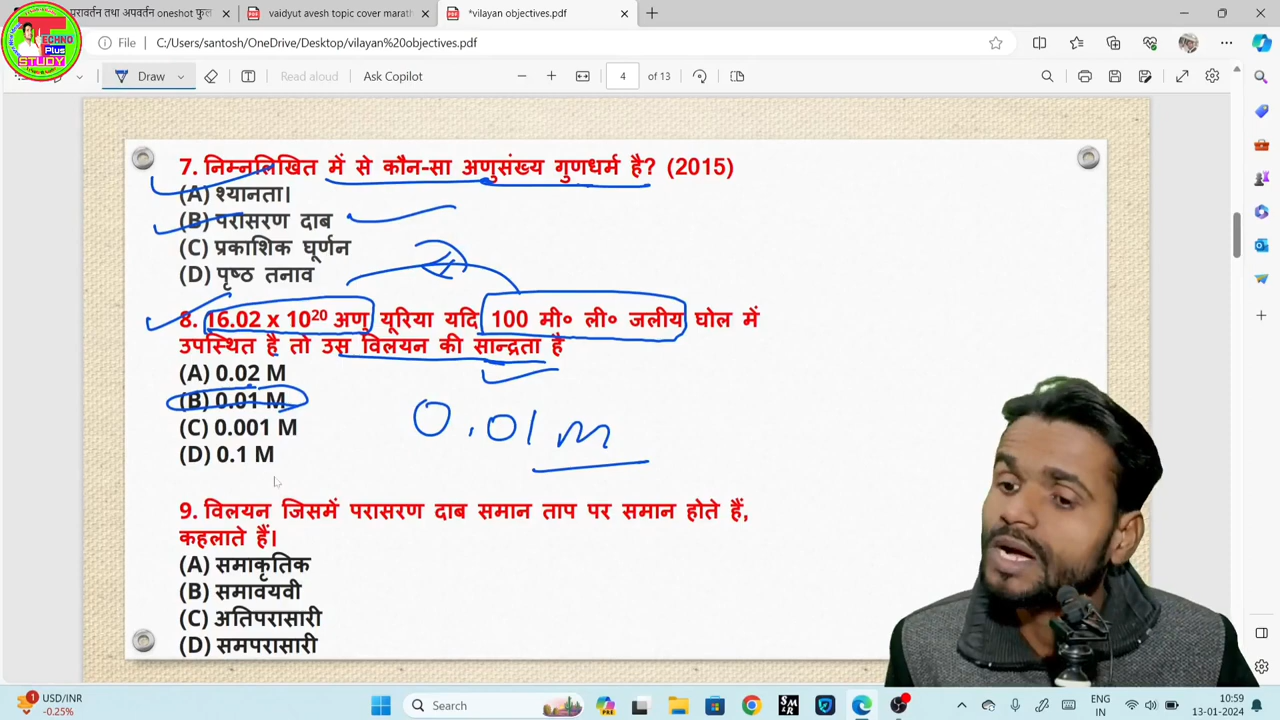 परावर्तन तथा अपवर्तन oneshot फुल
vaidyut avesh topic cover marat
*vilayan objectives.pdf
TECHNO
Plus
STUDY
File
C:/Users/santosh/OneDrive/Desktop/vilayan%20objectives.pdf
Draw
Read aloud
Ask Copilot
4
of 13
7. निम्नलिखित में से कौन-सा अणुसंख्य गुणधर्म है? (2015)
(A) श्यानता।
(B) परासरण दाब
(C) प्रकाशिक घूर्णन
(D) पृष्ठ तनाव
8. 16.02 x 10²⁰ अणु यूरिया यदि 100 मी० ली० जलीय घोल में
उपस्थित है तो उस विलयन की सान्द्रता है
(A) 0.02 M
(B) 0.01 M
(C) 0.001 M
(D) 0.1 M
0.01 m
9. विलयन जिसमें परासरण दाब समान ताप पर समान होते हैं,
कहलाते हैं।
(A) समाकृतिक
(B) समावयवी
(C) अतिपरासारी
(D) समपरासारी
1
USD/INR
-0.25%
Search
PRE
ENG
IN
10:59
13-01-2024